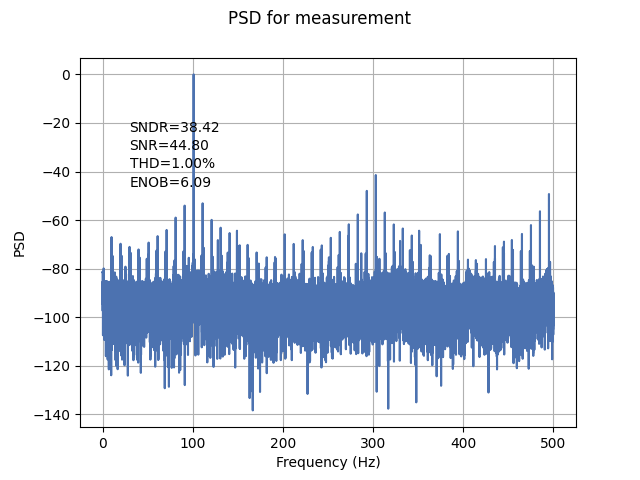 PSD for measurement
0
−20
−40
−60
−80
−100
−120
−140
PSD
SNDR=38.42
SNR=44.80
THD=1.00%
ENOB=6.09
0
100
200
300
400
500
Frequency (Hz)